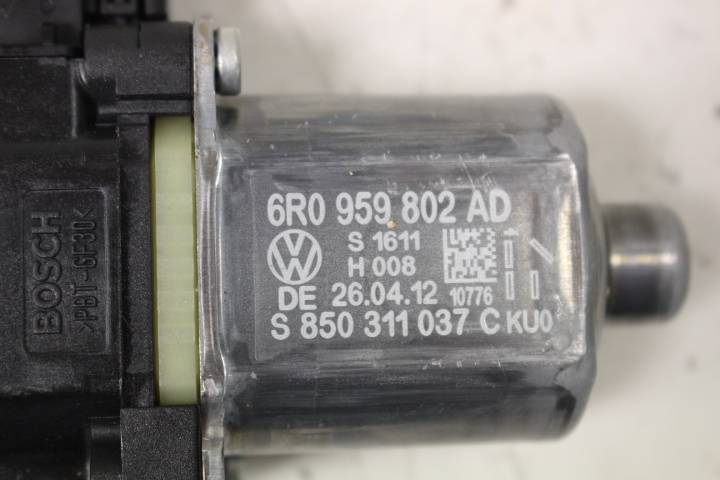 6R0 959 802 AD
S 1611
H 008
DE 26.04.12 10776
S 850 311 037 C KU0
BOSCH
>PBT-GF30<